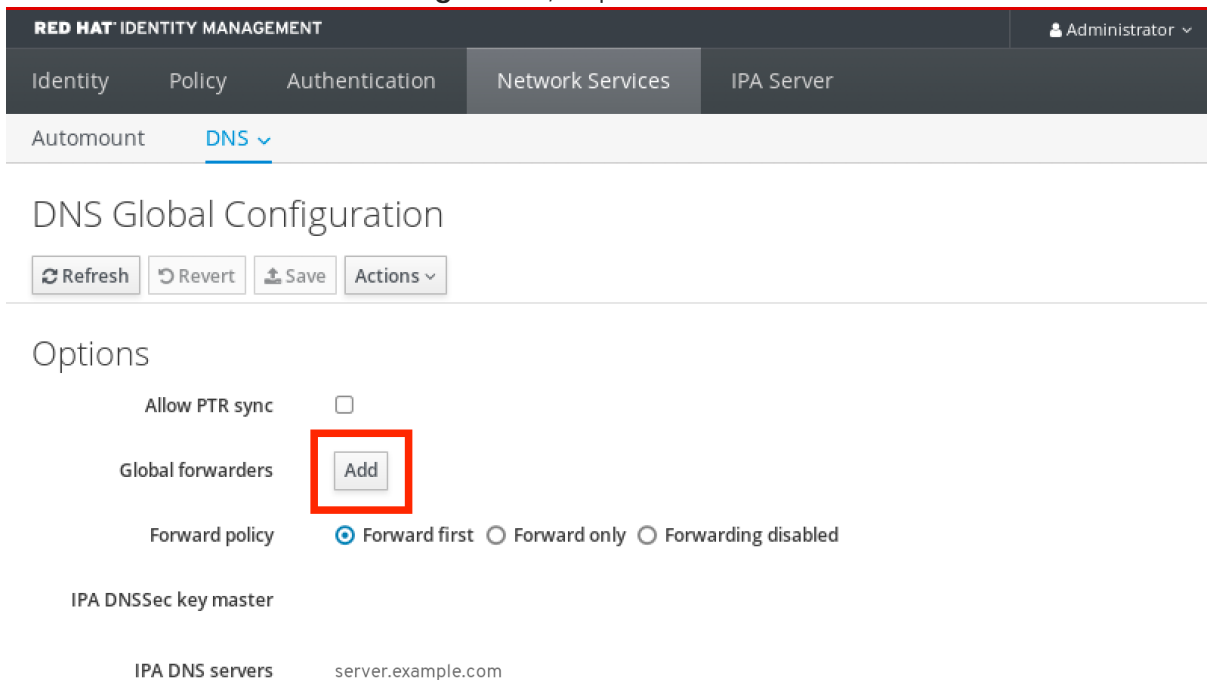 RED HAT® IDENTITY MANAGEMENT Administrator
Identity Policy Authentication Network Services IPA Server
Automount DNS
DNS Global Configuration
Refresh Revert Save Actions
Options
Allow PTR sync
Global forwarders Add
Forward policy Forward first Forward only Forwarding disabled
IPA DNSSec key master
IPA DNS servers server.example.com